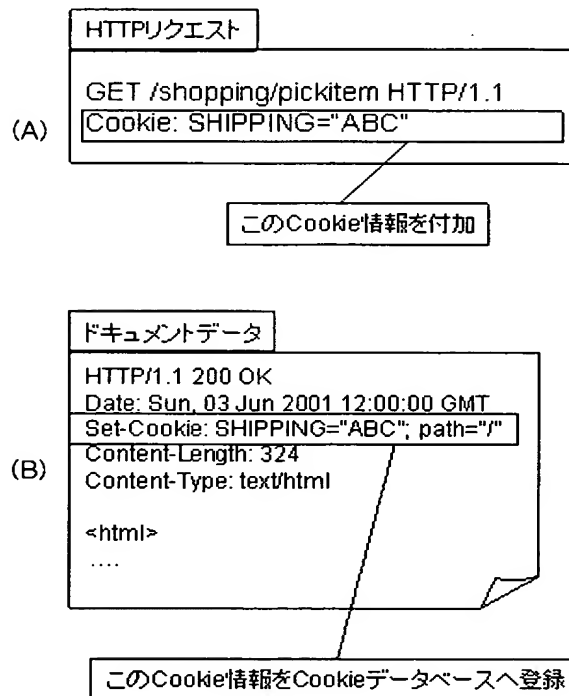 HTTPリクエスト
(A)
GET /shopping/pickitem HTTP/1.1
Cookie: SHIPPING="ABC"
このCookie情報を付加
ドキュメントデータ
(B)
HTTP/1.1 200 OK
Date: Sun, 03 Jun 2001 12:00:00 GMT
Set-Cookie: SHIPPING="ABC"; path="/"
Content-Length: 324
Content-Type: text/html
<html>
....
このCookie情報をCookieデータベースへ登録